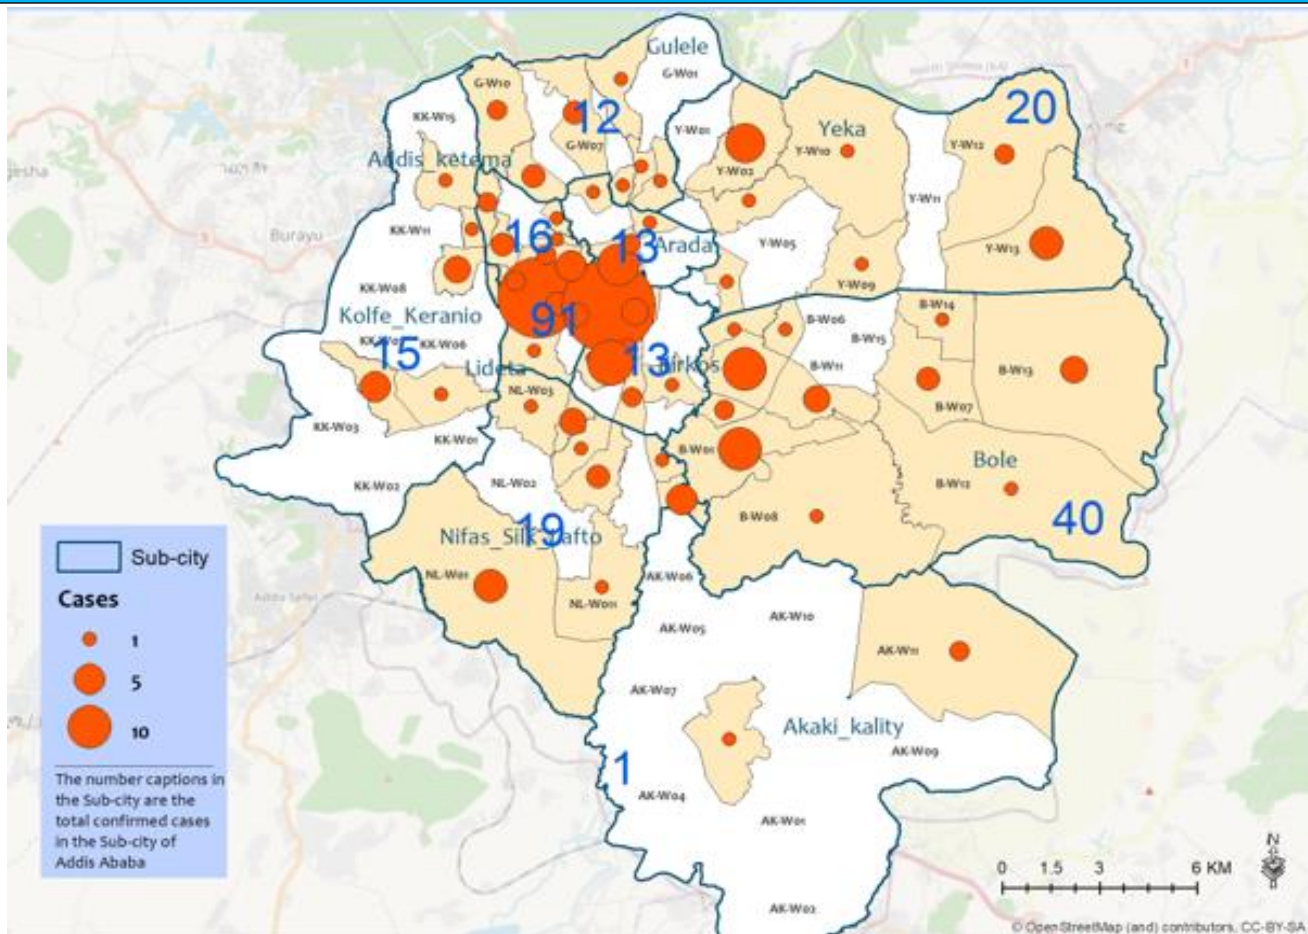 Gulele
G-W01
G-W10
KK-W15
12
G-W07
Y-W01
Yeka
Y-W10
Y-W12
20
Addis_ketema
Y-W02
Y-W11
KK-W11
Burayu
16
13
Arada
Y-W05
Y-W13
Y-W09
KK-W08
Kolfe_Keranio
91
B-W14
B-W06
B-W15
KK-W06
15
Lideta
13
Kirkos
B-W11
B-W13
NL-W03
B-W07
KK-W03
KK-W01
B-W01
Bole
KK-W02
NL-W02
B-W12
B-W08
40
19
Nifas_Silk_Lafto
NL-W01
AK-W06
NL-W011
AK-W10
AK-W05
AK-W11
AK-W07
Akaki_kality
AK-W09
1
AK-W04
AK-W01
AK-W02
Sub-city
Cases
1
5
10
The number captions in
the Sub-city are the
total confirmed cases
in the Sub-city of
Addis Ababa
N
0 1.5 3 6 KM
© OpenStreetMap (and) contributors, CC-BY-SA